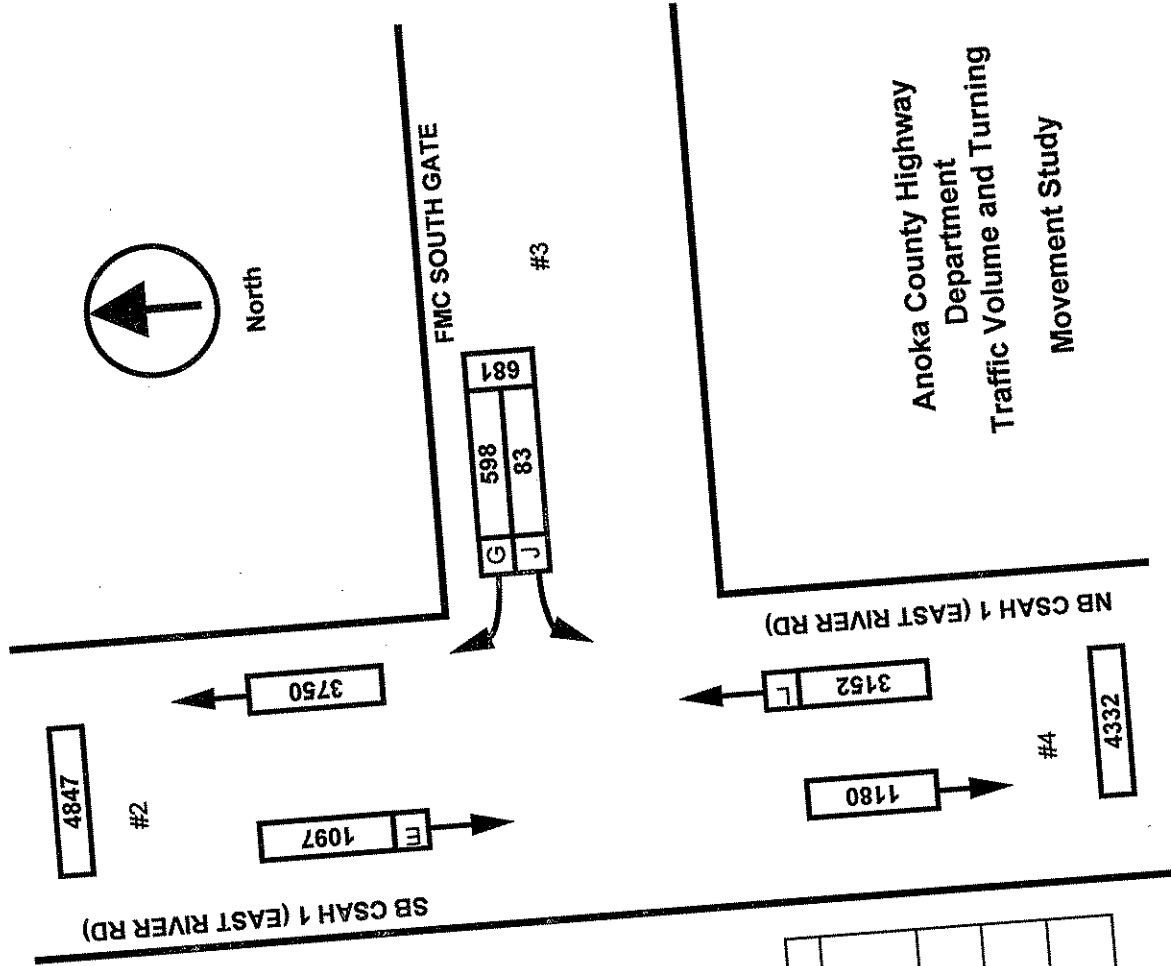 North
FMC SOUTH GATE
4847
#2
3750
1097
E
SB CSAH 1 (EAST RIVER RD)
G
598
681
J
83
#3
L
3152
1180
#4
4332
NB CSAH 1 (EAST RIVER RD)
Anoka County Highway
Department
Traffic Volume and Turning
Movement Study